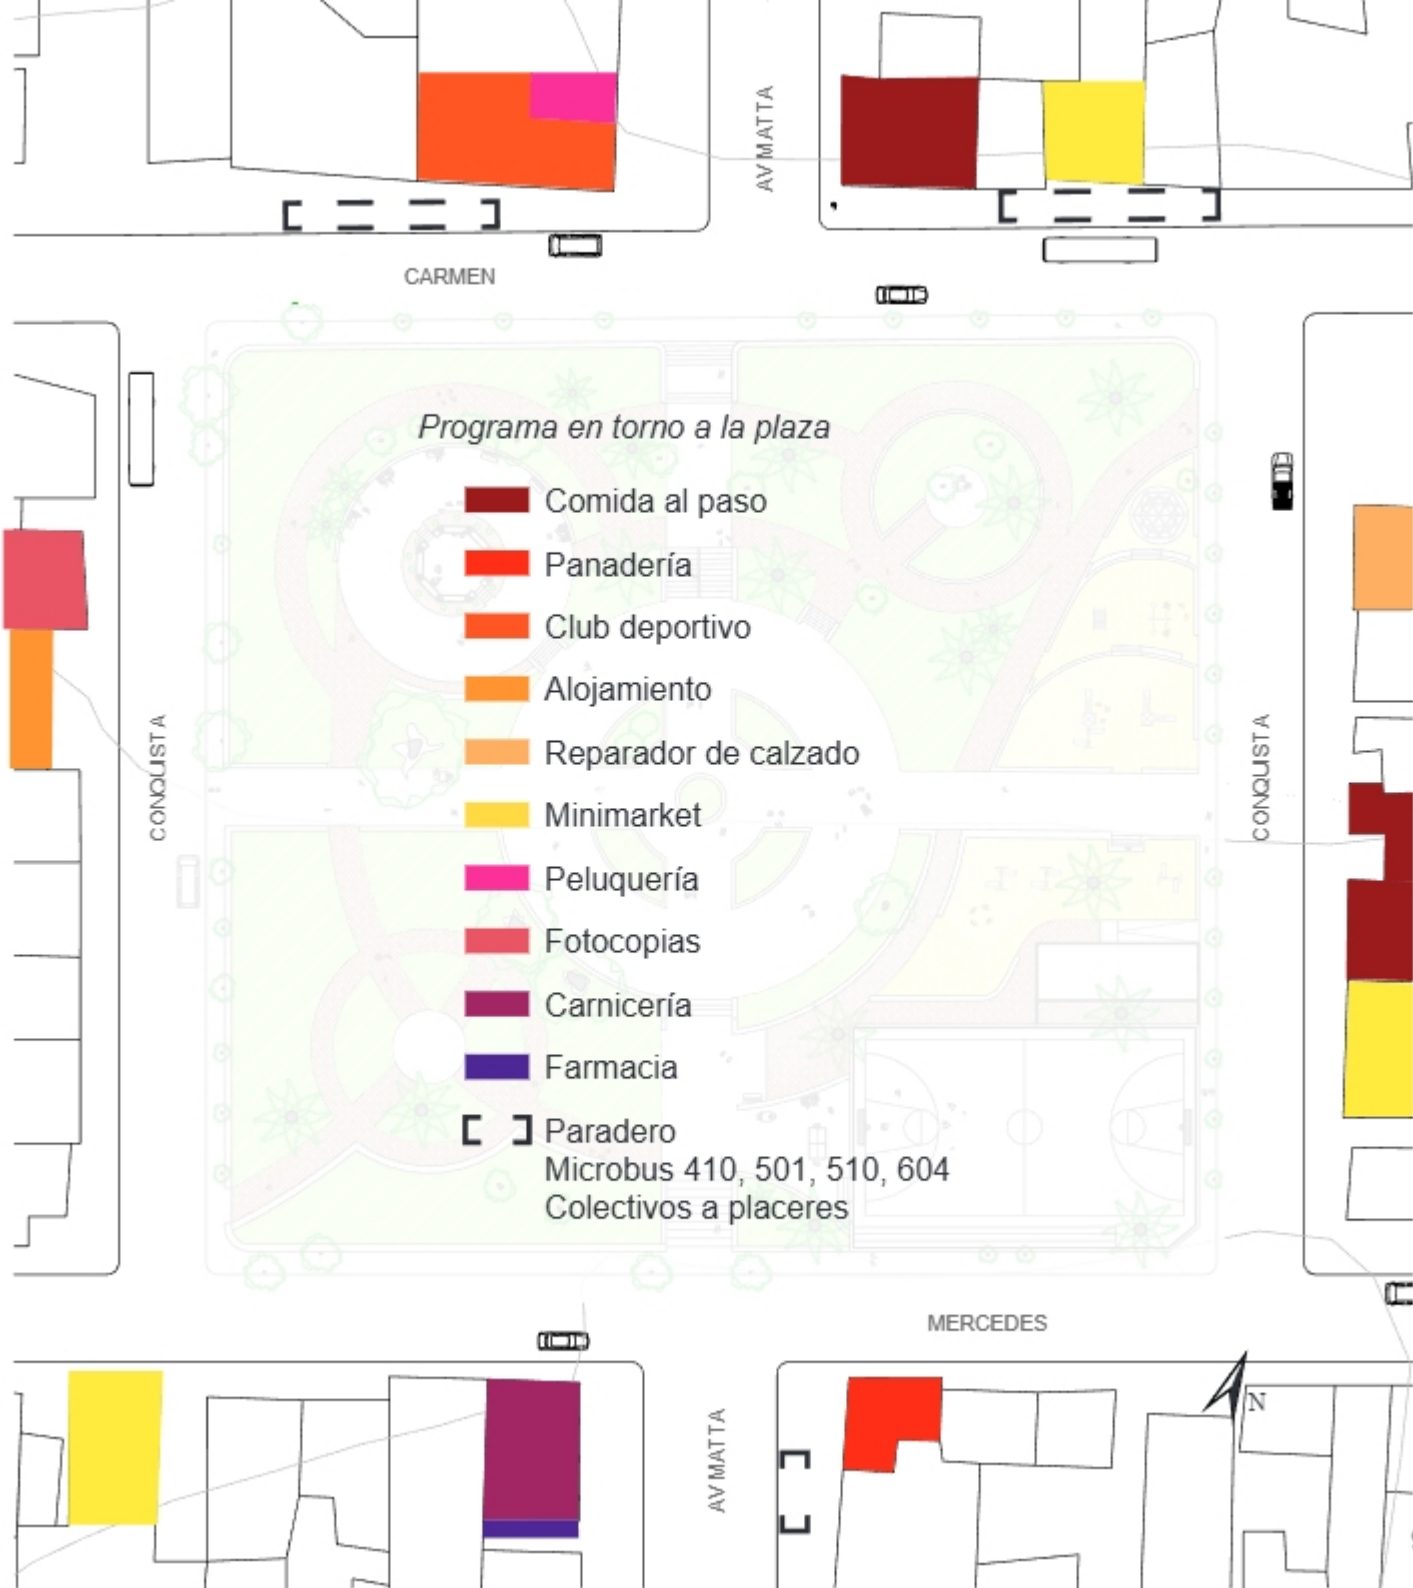 AV MATTA
CARMEN
Programa en torno a la plaza
Comida al paso
Panadería
Club deportivo
Alojamiento
Reparador de calzado
CONQUISTA
CONQUISTA
Minimarket
Peluquería
Fotocopias
Carnicería
Farmacia
Paradero
Microbus 410, 501, 510, 604
Colectivos a placeres
MERCEDES
N
AV MATTA